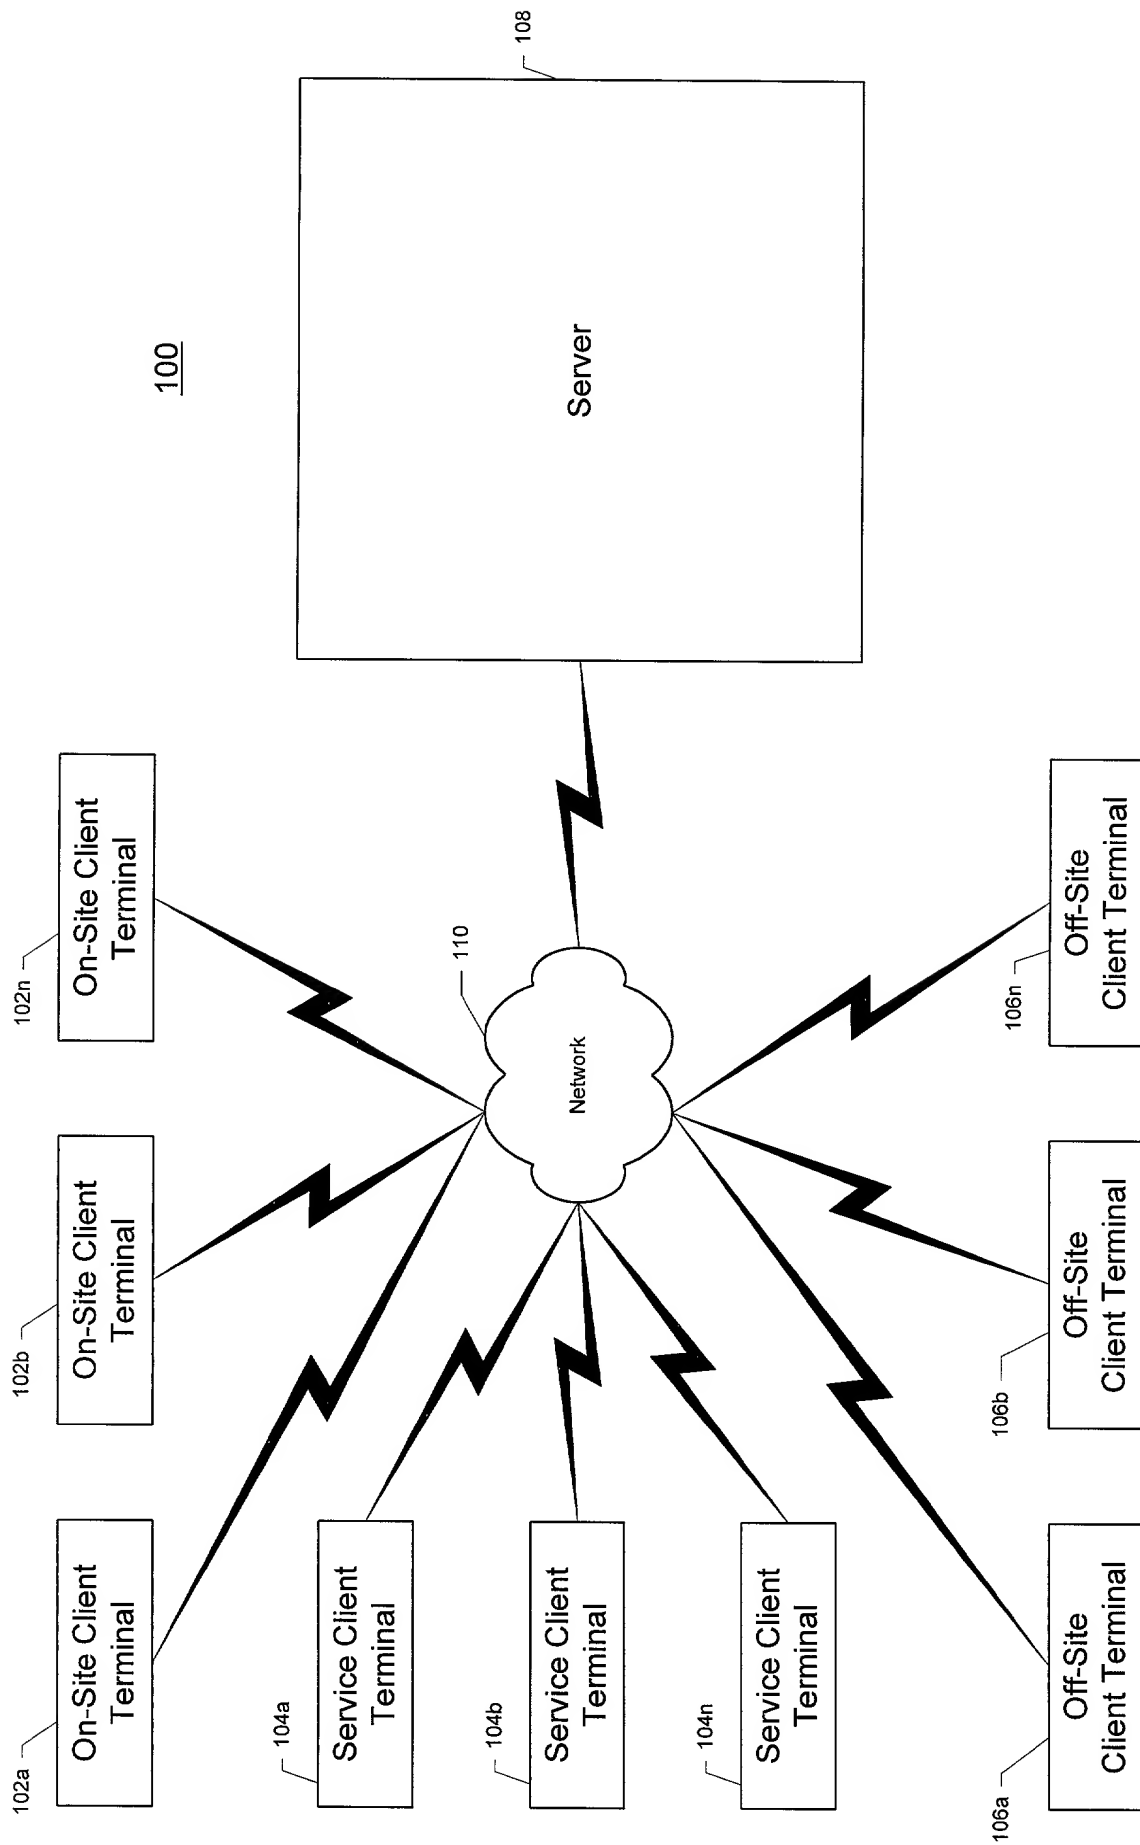 100
102a
On-Site Client
Terminal
102b
On-Site Client
Terminal
102n
On-Site Client
Terminal
104a
Service Client
Terminal
104b
Service Client
Terminal
104n
Service Client
Terminal
110
Network
108
Server
106a
Off-Site
Client Terminal
106b
Off-Site
Client Terminal
106n
Off-Site
Client Terminal